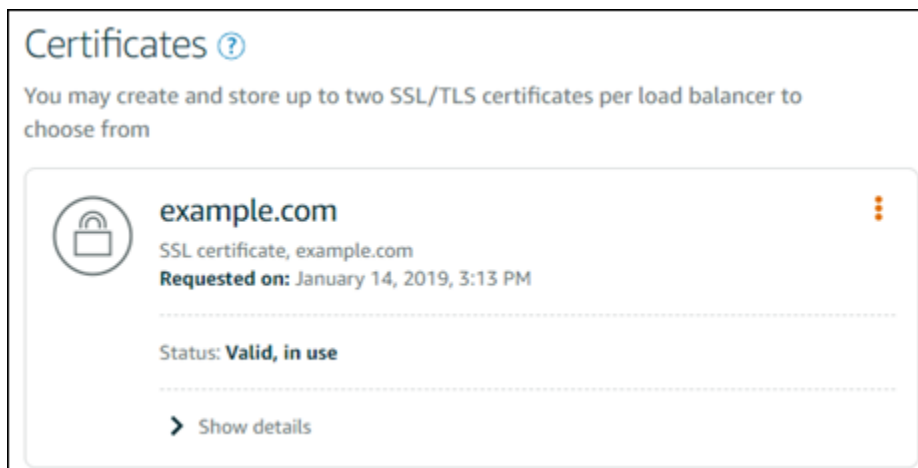 Certificates ?
You may create and store up to two SSL/TLS certificates per load balancer to
choose from
example.com
SSL certificate, example.com
Requested on: January 14, 2019, 3:13 PM
Status: Valid, in use
Show details